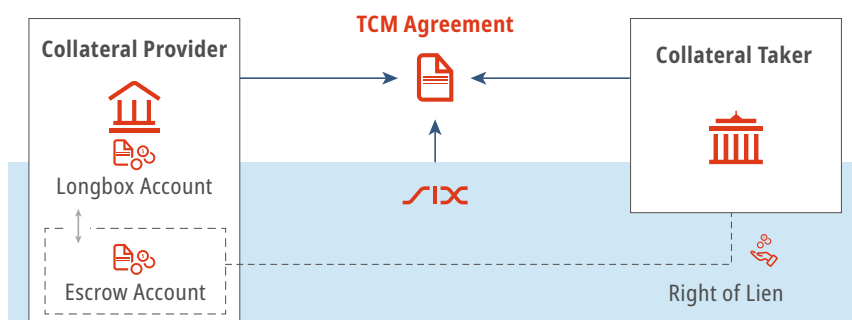 TCM Agreement
Collateral Provider
Collateral Taker
Longbox Account
SIX
Escrow Account
Right of Lien